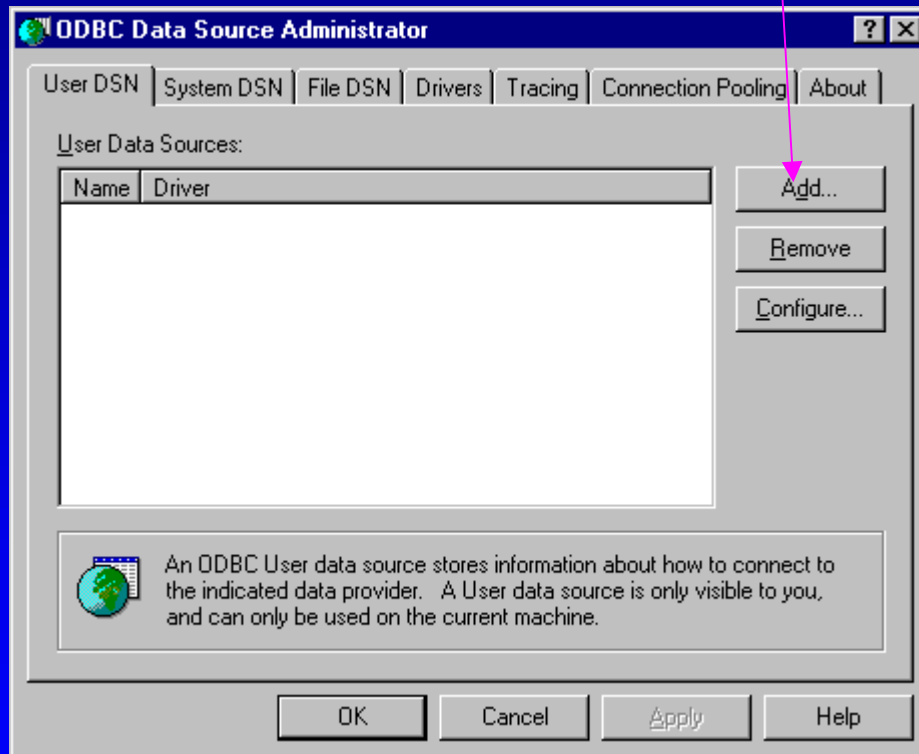 ODBC Data Source Administrator
User DSN System DSN File DSN Drivers Tracing Connection Pooling About
User Data Sources:
Name Driver
Add...
Remove
Configure...
An ODBC User data source stores information about how to connect to
the indicated data provider. A User data source is only visible to you,
and can only be used on the current machine.
OK Cancel Apply Help